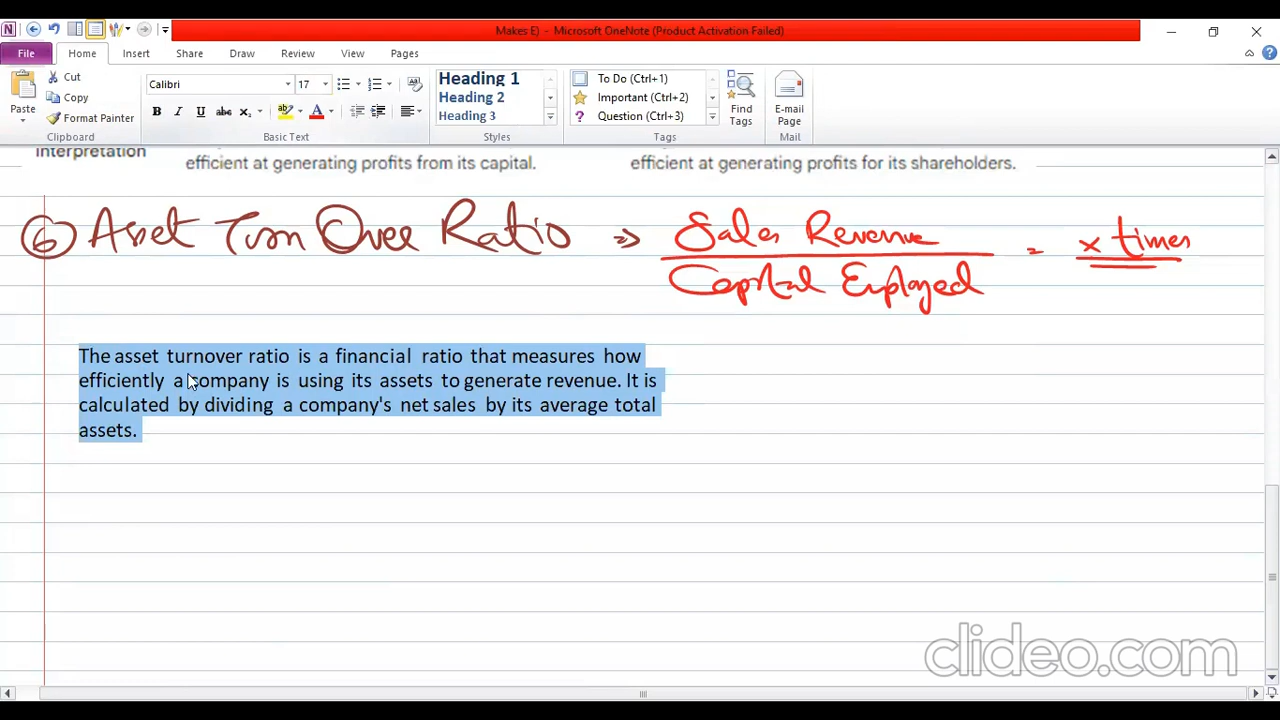 Makes E) - Microsoft OneNote (Product Activation Failed)
File Home Insert Share Draw Review View Pages
Cut
Copy
Format Painter
Paste
Clipboard
Calibri 17
B I U abc X₂ ab A
Basic Text
Heading 1
Heading 2
Heading 3
Styles
To Do (Ctrl+1)
Important (Ctrl+2)
Question (Ctrl+3)
Tags
Find Tags
E-mail Page
Mail
interpretation
efficient at generating profits from its capital. efficient at generating profits for its shareholders.
⑥ Asset Turn Over Ratio => Sales Revenue
Capital Employed = x times
The asset turnover ratio is a financial ratio that measures how
efficiently a company is using its assets to generate revenue. It is
calculated by dividing a company's net sales by its average total
assets.
clideo.com